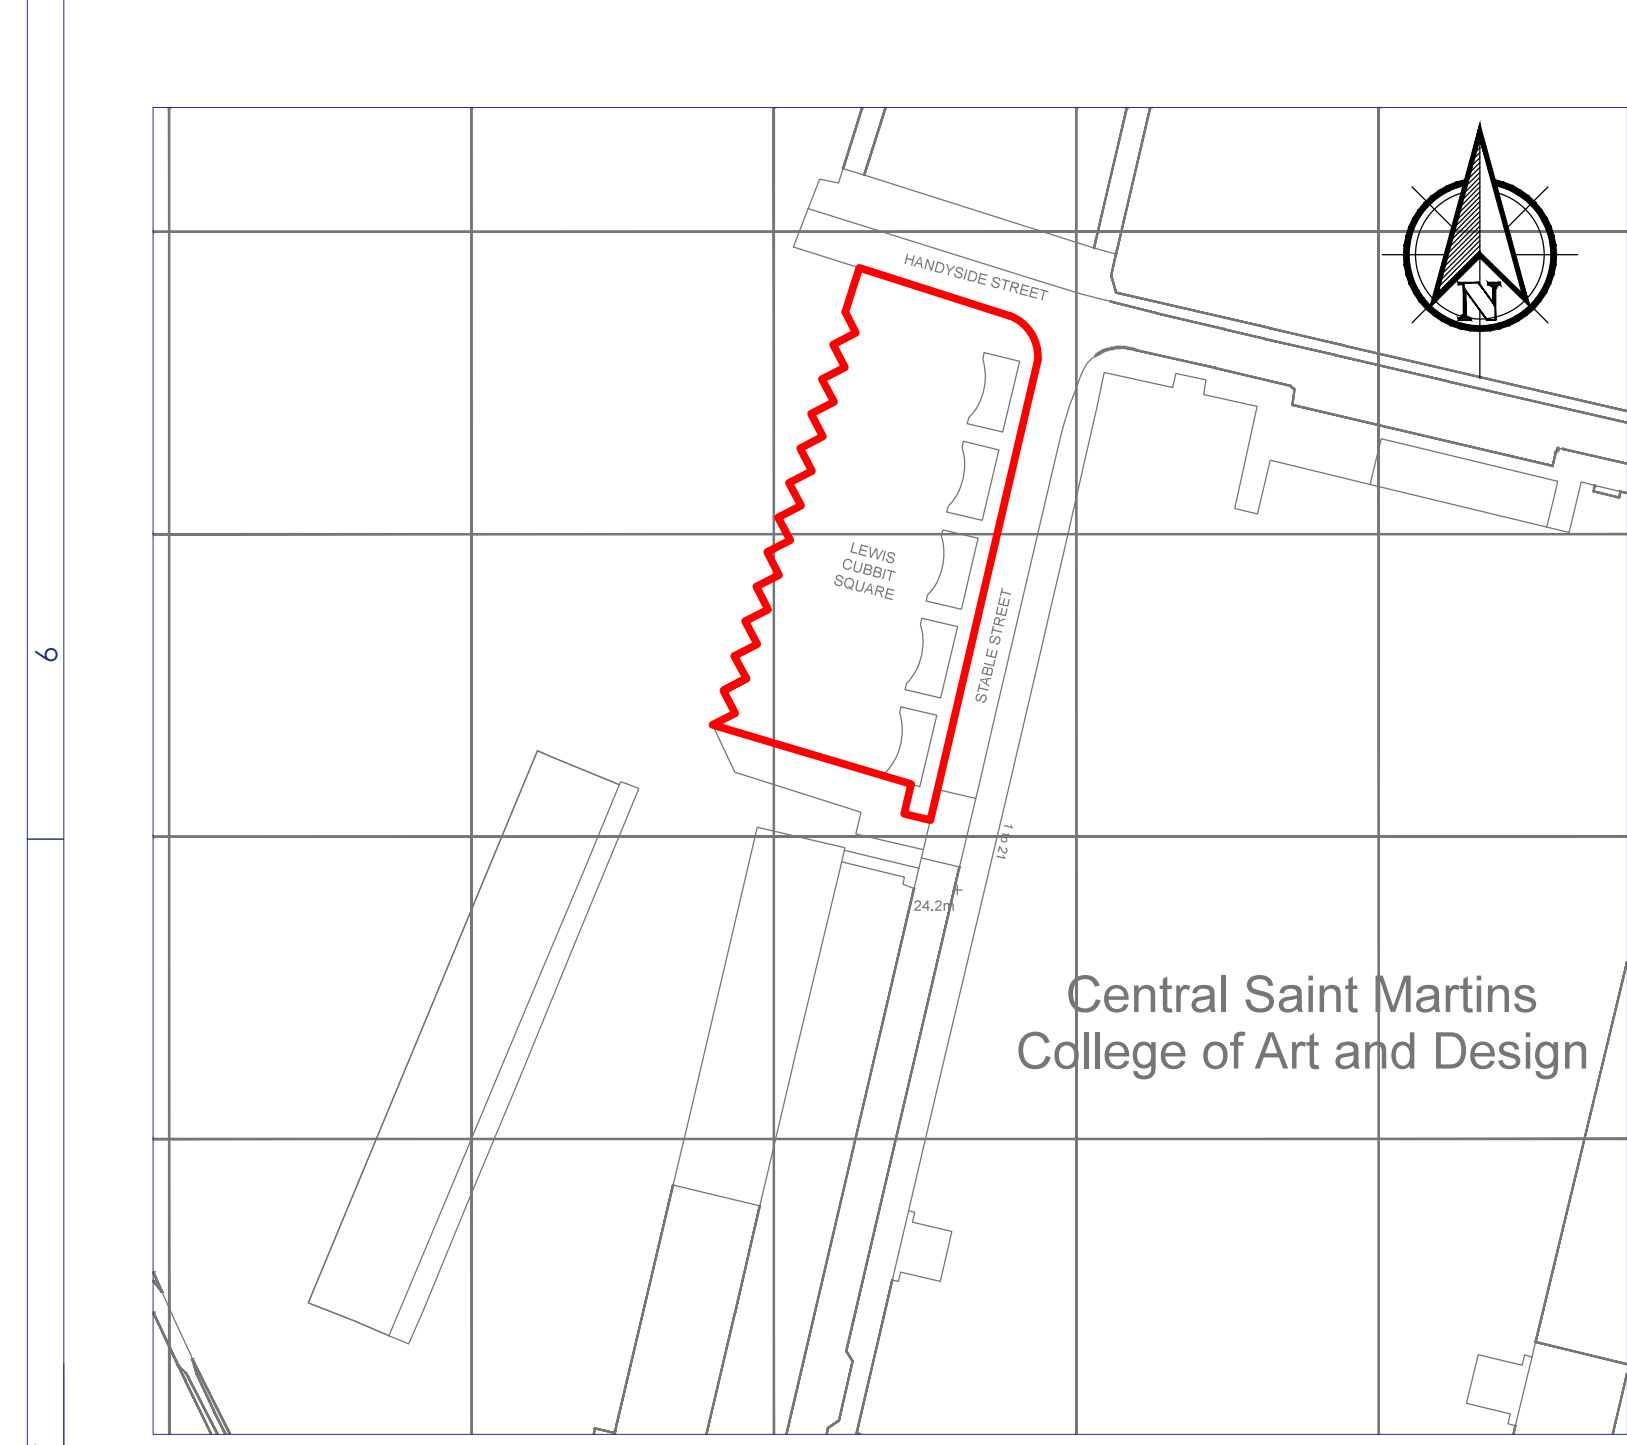 N
HANDYSIDE STREET
LEWIS
CUBBIT
SQUARE
STABLE STREET
6
1 to 21
24.2m
Central Saint Martins
College of Art and Design